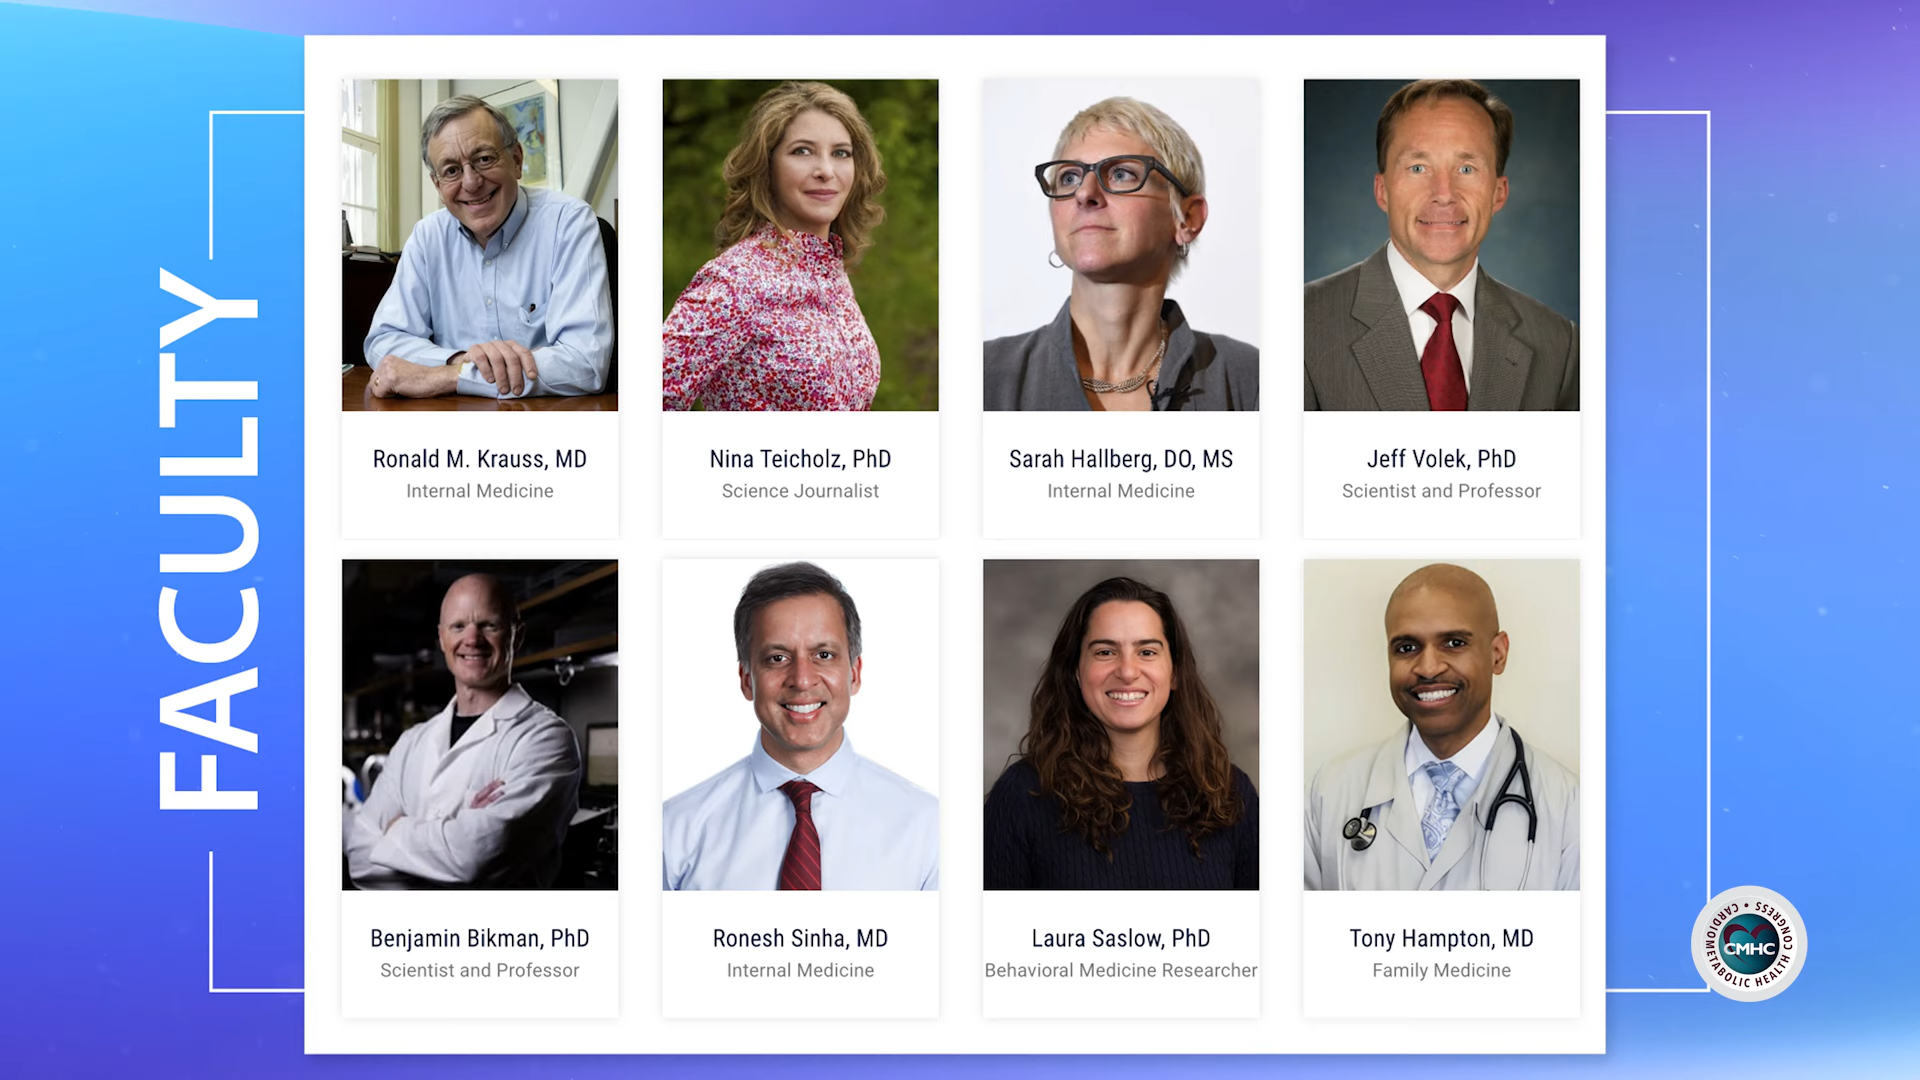 FACULTY
Ronald M. Krauss, MD
Internal Medicine
Nina Teicholz, PhD
Science Journalist
Sarah Hallberg, DO, MS
Internal Medicine
Jeff Volek, PhD
Scientist and Professor
Benjamin Bikman, PhD
Scientist and Professor
Ronesh Sinha, MD
Internal Medicine
Laura Saslow, PhD
Behavioral Medicine Researcher
Tony Hampton, MD
Family Medicine
CARDIOMETABOLIC HEALTH CONGRESS •
CMHC